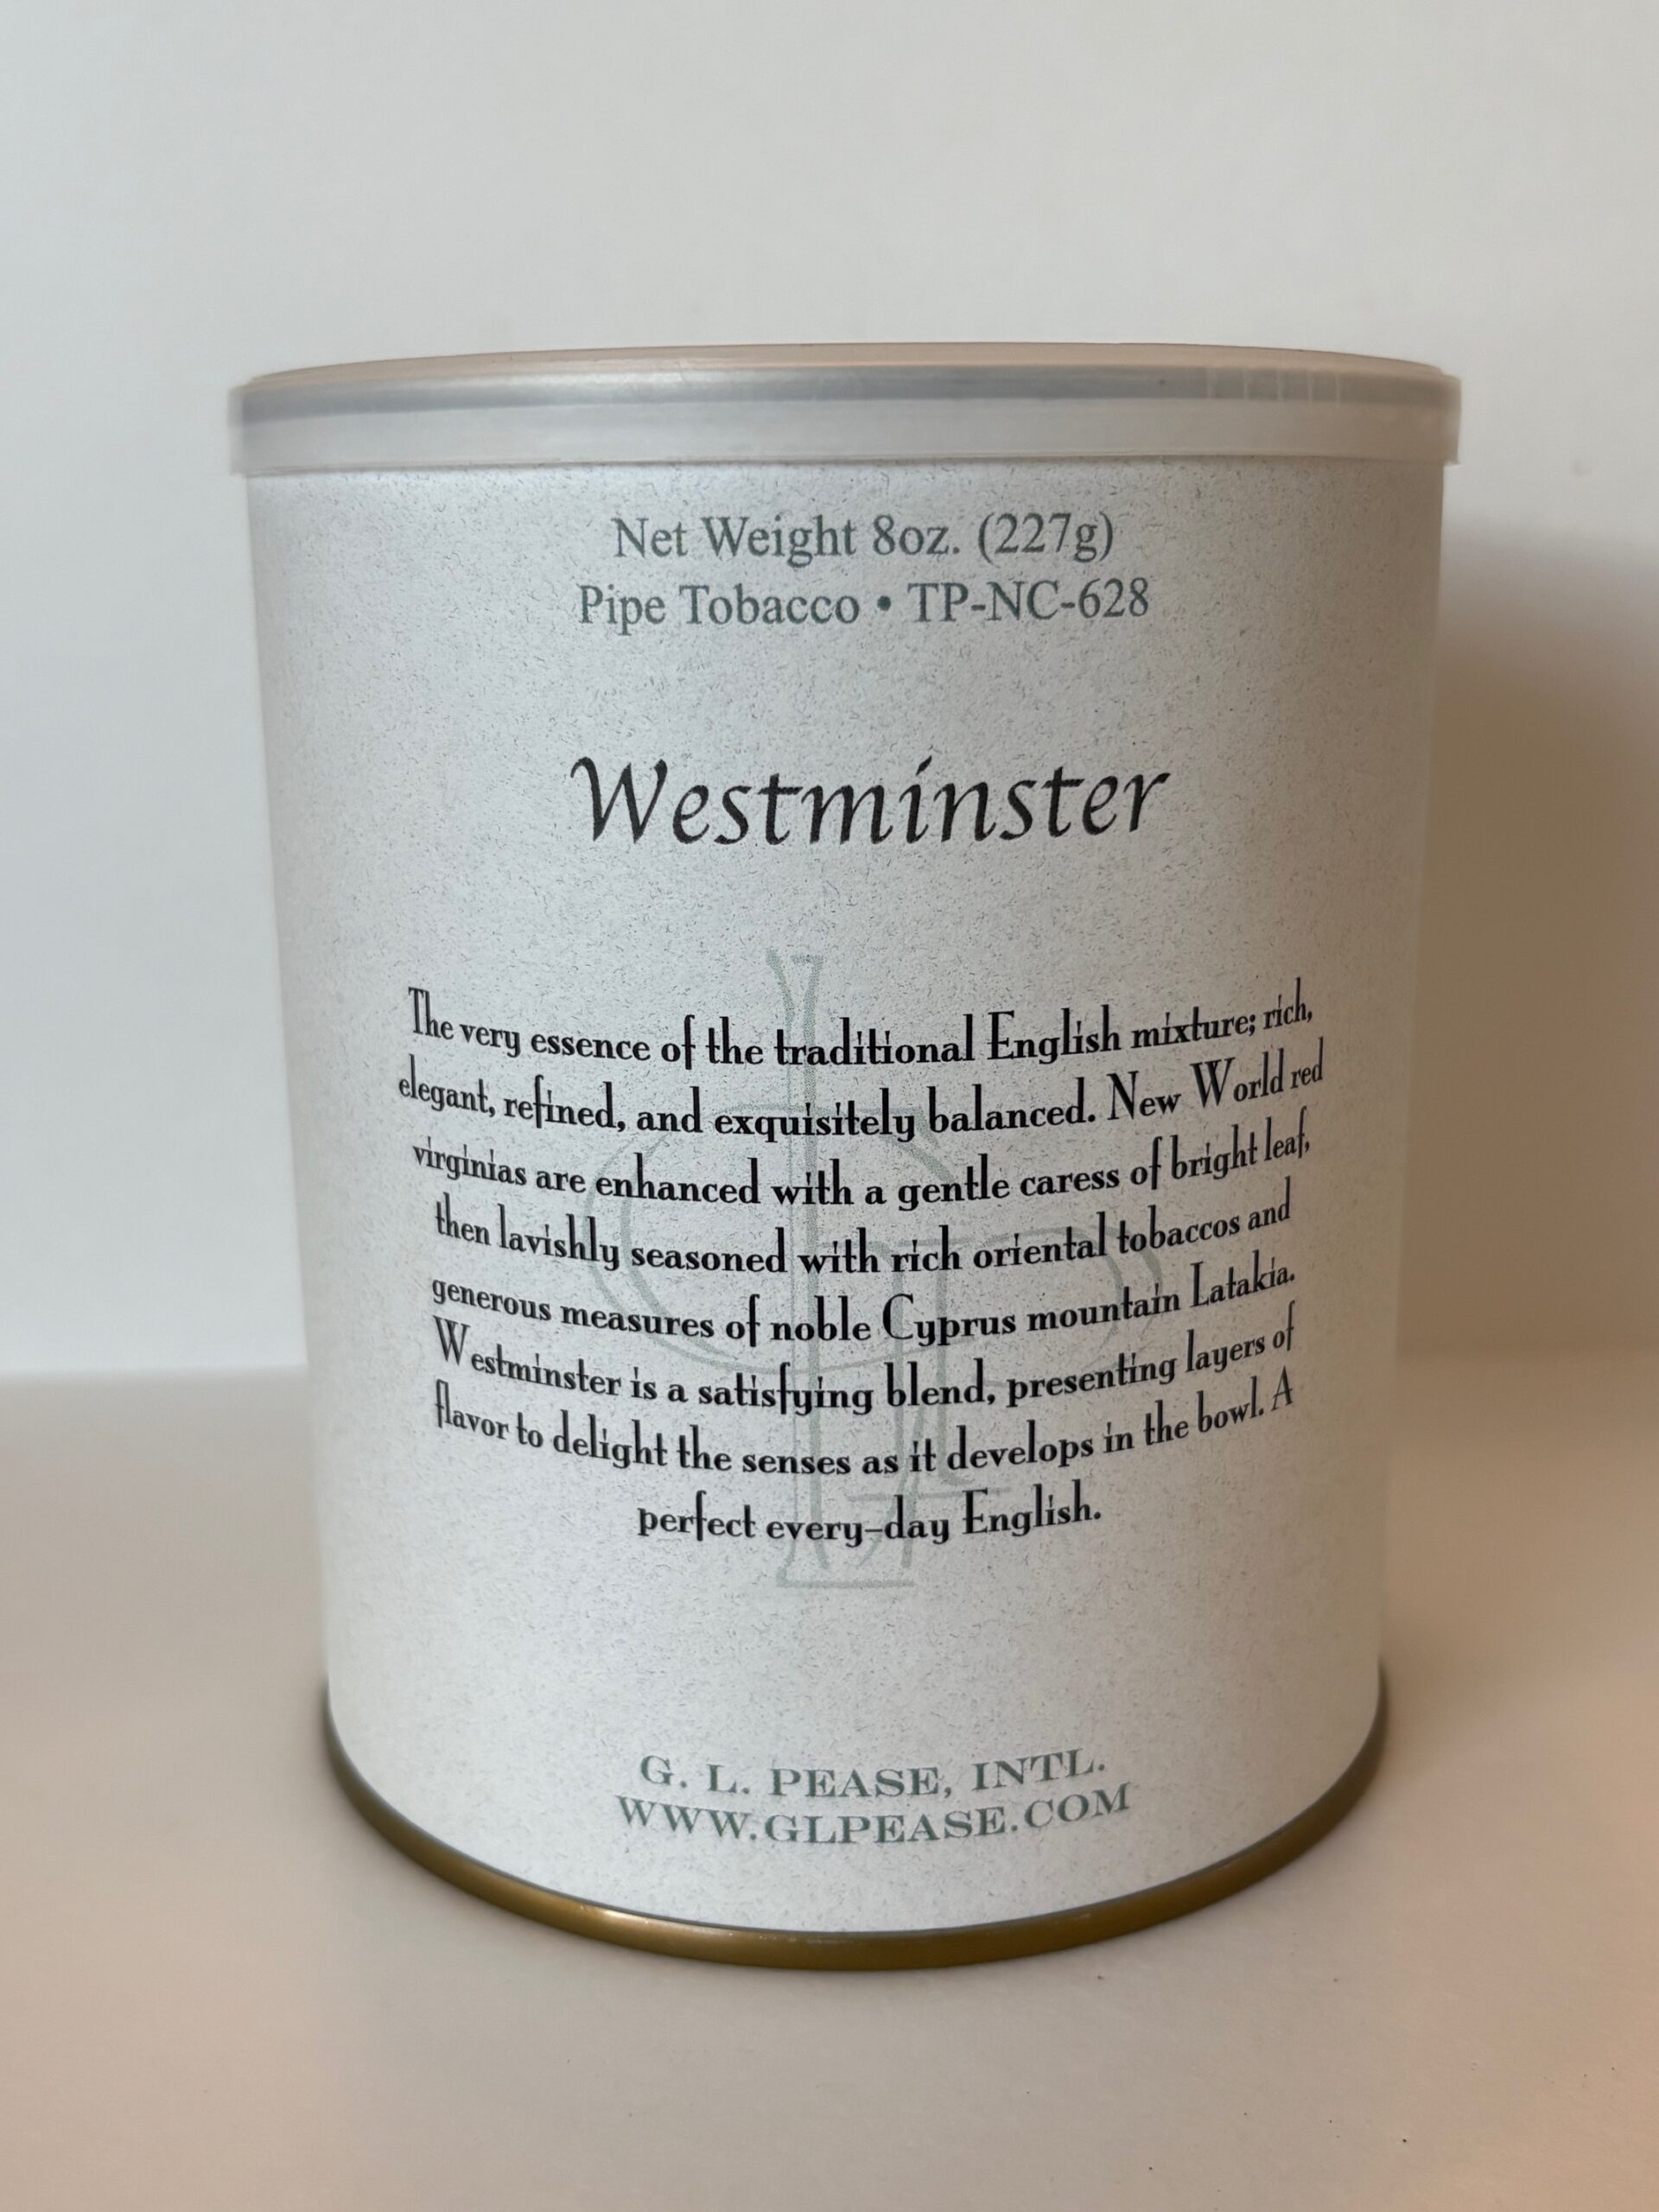 Net Weight 8oz. (227g)
Pipe Tobacco • TP-NC-628
Westminster
The very essence of the traditional English mixture; rich,
elegant, refined, and exquisitely balanced. New World red
virginias are enhanced with a gentle caress of bright leaf,
then lavishly seasoned with rich oriental tobaccos and
generous measures of noble Cyprus mountain Latakia.
Westminster is a satisfying blend, presenting layers of
flavor to delight the senses as it develops in the bowl. A
perfect every-day English.
G. L. PEASE, INTL.
WWW.GLPEASE.COM